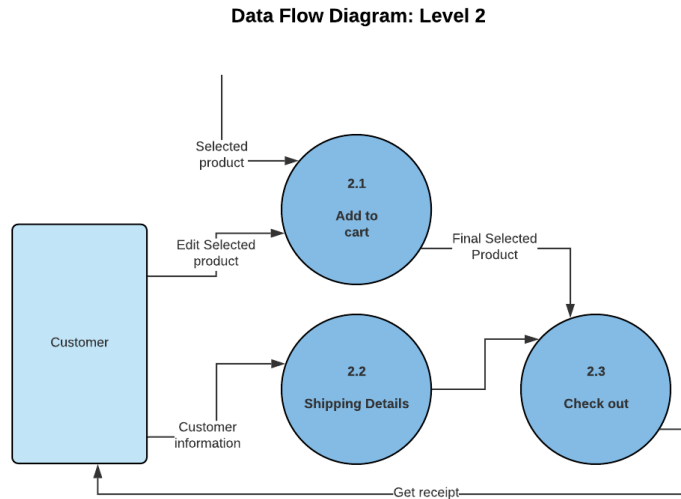 Data Flow Diagram: Level 2
Selected
product
2.1
Add to
cart
Edit Selected
product
Final Selected
Product
Customer
2.2
Shipping Details
2.3
Check out
Customer
information
Get receipt